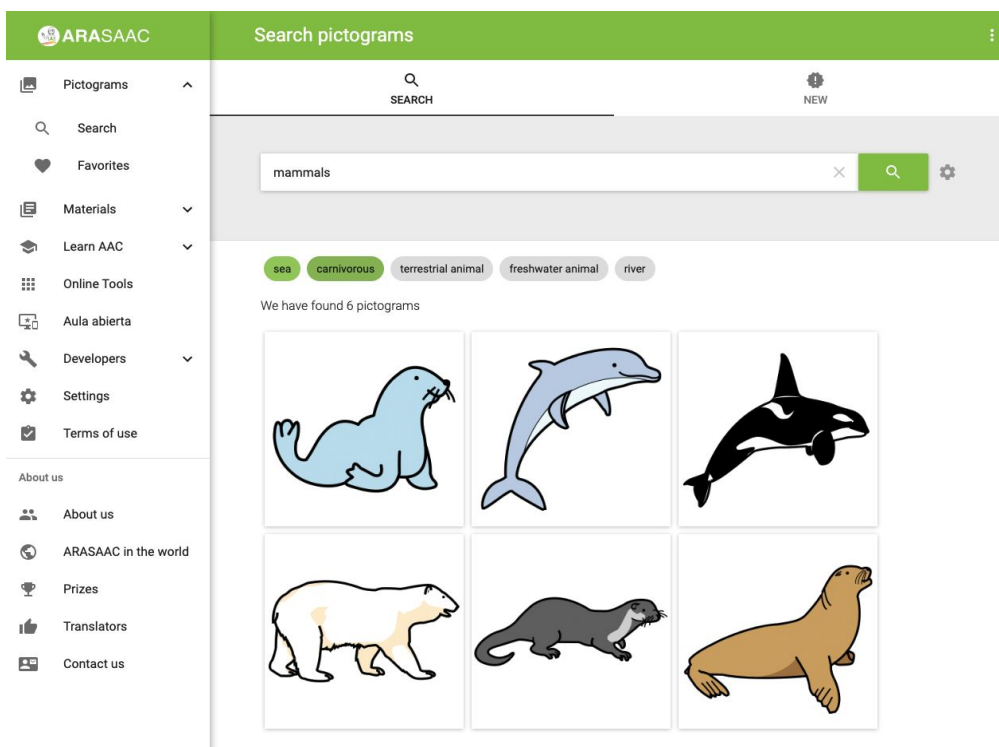 ARASAAC
Search pictograms
Pictograms
Search
Favorites
Materials
Learn AAC
Online Tools
Aula abierta
Developers
Settings
Terms of use
About us
About us
ARASAAC in the world
Prizes
Translators
Contact us
SEARCH
NEW
mammals
sea carnivorous terrestrial animal freshwater animal river
We have found 6 pictograms